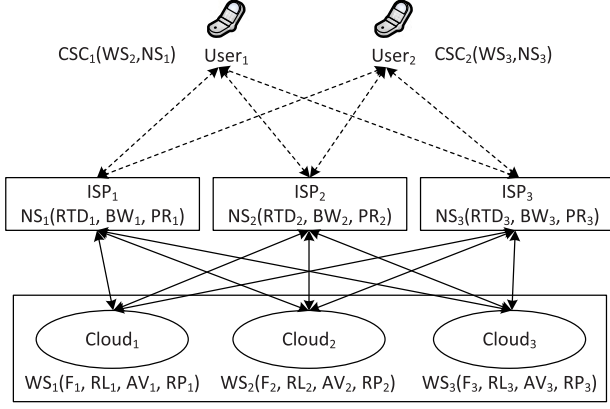 CSC₁(WS₂,NS₁) User₁ User₂ CSC₂(WS₃,NS₃)
ISP₁ ISP₂ ISP₃
NS₁(RTD₁, BW₁, PR₁) NS₂(RTD₂, BW₂, PR₂) NS₃(RTD₃, BW₃, PR₃)
Cloud₁ Cloud₂ Cloud₃
WS₁(F₁, RL₁, AV₁, RP₁) WS₂(F₂, RL₂, AV₂, RP₂) WS₃(F₃, RL₃, AV₃, RP₃)